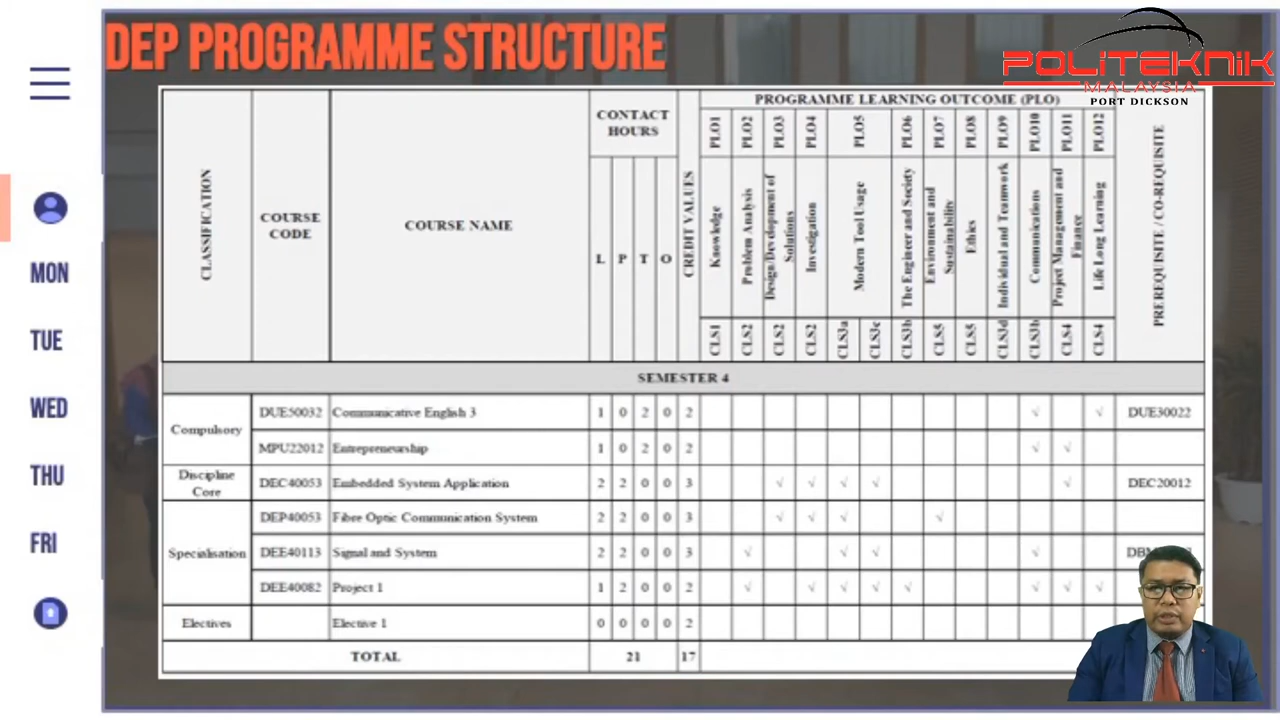 DEP PROGRAMME STRUCTURE
POLITEKNIK
MALAYSIA
PORT DICKSON
MON
TUE
WED
THU
FRI
CLASSIFICATION
COURSE CODE
COURSE NAME
CONTACT HOURS
L P T O
CREDIT VALUES
PROGRAMME LEARNING OUTCOME (PLO)
PLO1 PLO2 PLO3 PLO4 PLO5 PLO6 PLO7 PLO8 PLO9 PLO10 PLO11 PLO12
Knowledge
Problem Analysis
Design/Development of Solutions
Investigation
Modern Tool Usage
The Engineer and Society
Environment and Sustainability
Ethics
Individual and Teamwork
Communications
Project Management and Finance
Life Long Learning
CLS1 CLS2 CLS2 CLS2 CLS3a CLS3c CLS3b CLS5 CLS5 CLS3d CLS3b CLS4 CLS4
PREREQUISITE / CO-REQUISITE
SEMESTER 4
Compulsory
DUE50032 Communicative English 3 1 0 2 0 2 √ √ DUE30022
MPU22012 Entrepreneurship 1 0 2 0 2 √ √
Discipline Core
DEC40053 Embedded System Application 2 2 0 0 3 √ √ √ √ √ DEC20012
Specialisation
DEP40053 Fibre Optic Communication System 2 2 0 0 3 √ √ √ √
DEE40113 Signal and System 2 2 0 0 3 √ √ √ √
DEE40082 Project 1 1 2 0 0 2 √ √ √ √ √ √ √ √
Electives Elective 1 0 0 0 0 2
TOTAL 21 17